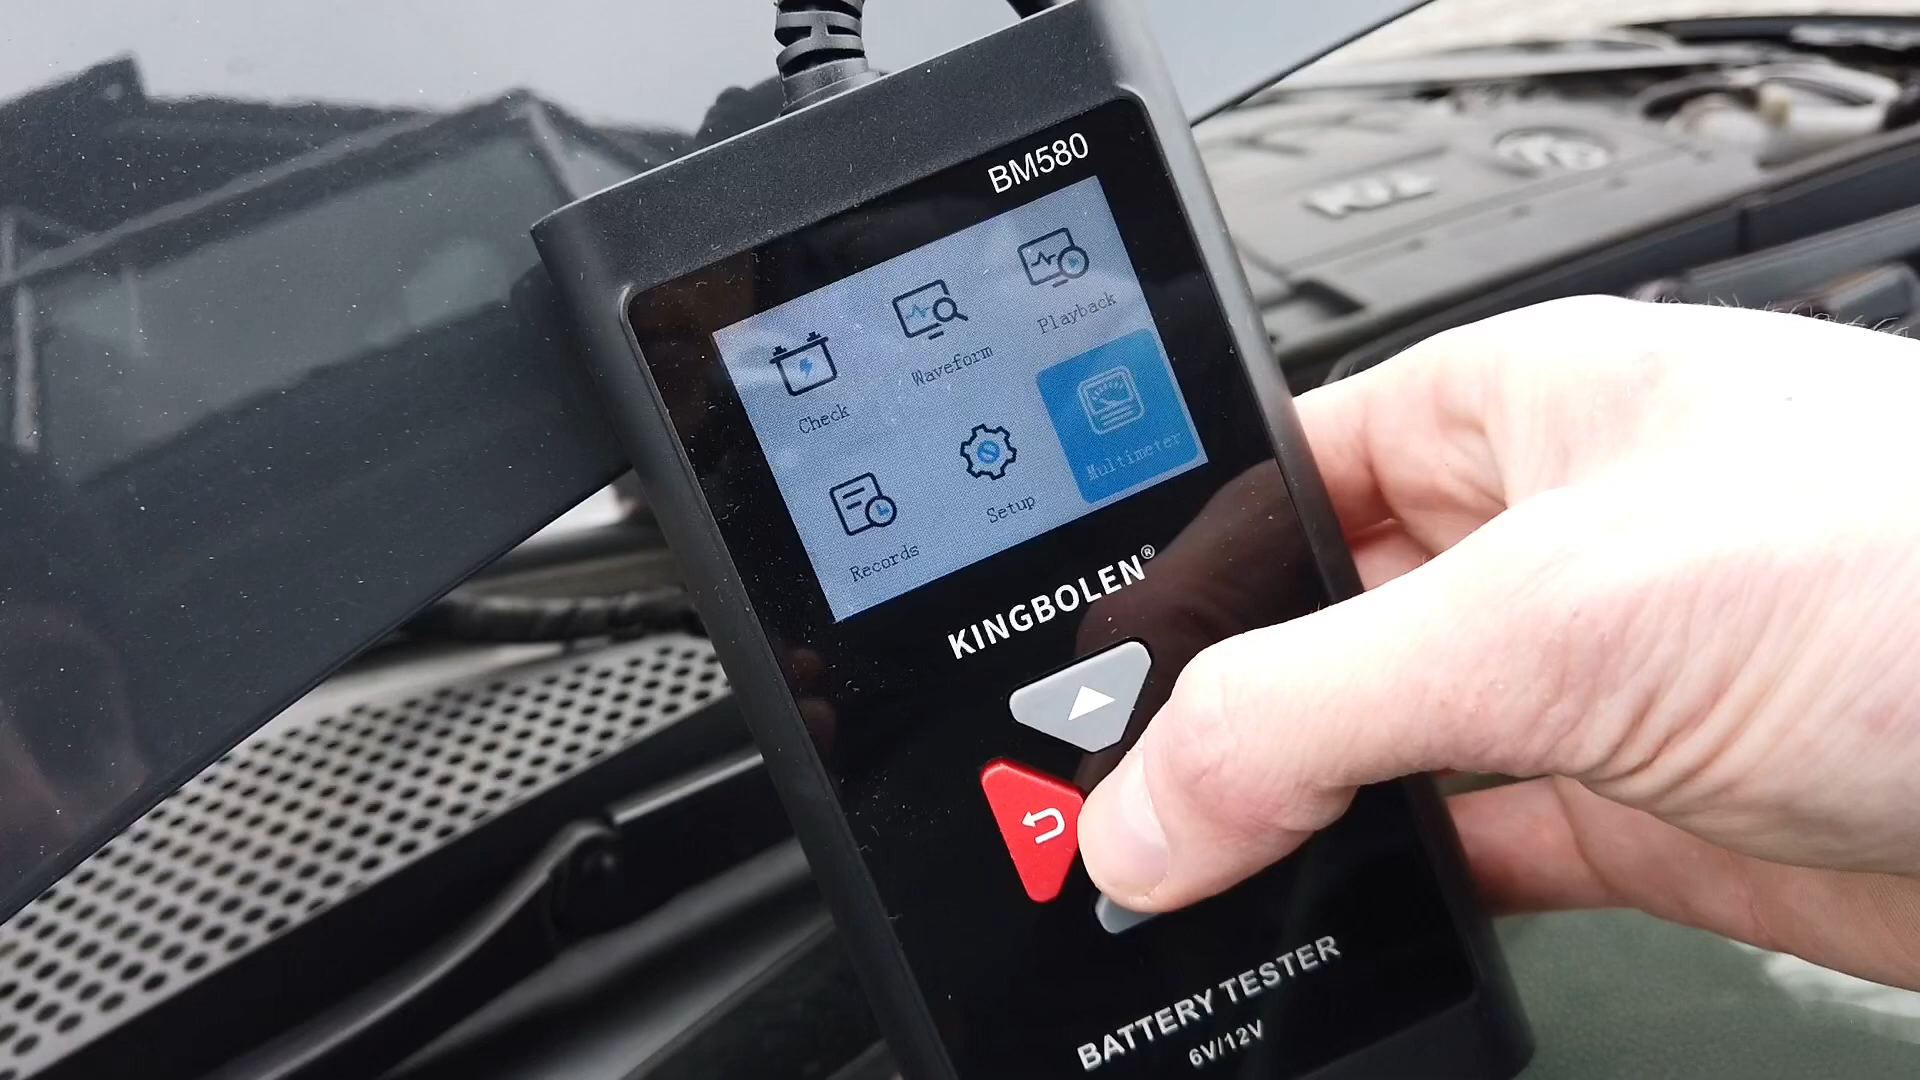 BM580
Check
Waveform
Playback
Records
Setup
Multimeter
KINGBOLEN®
BATTERY TESTER
6V/12V